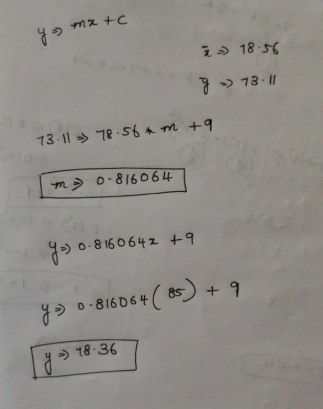 y ⇒ mx + c
x̄ ⇒ 78.56
ȳ ⇒ 73.11
73.11 ⇒ 78.56 * m + 9
m ⇒ 0.816064
y ⇒ 0.816064x + 9
y ⇒ 0.816064 (85) + 9
y ⇒ 78.36